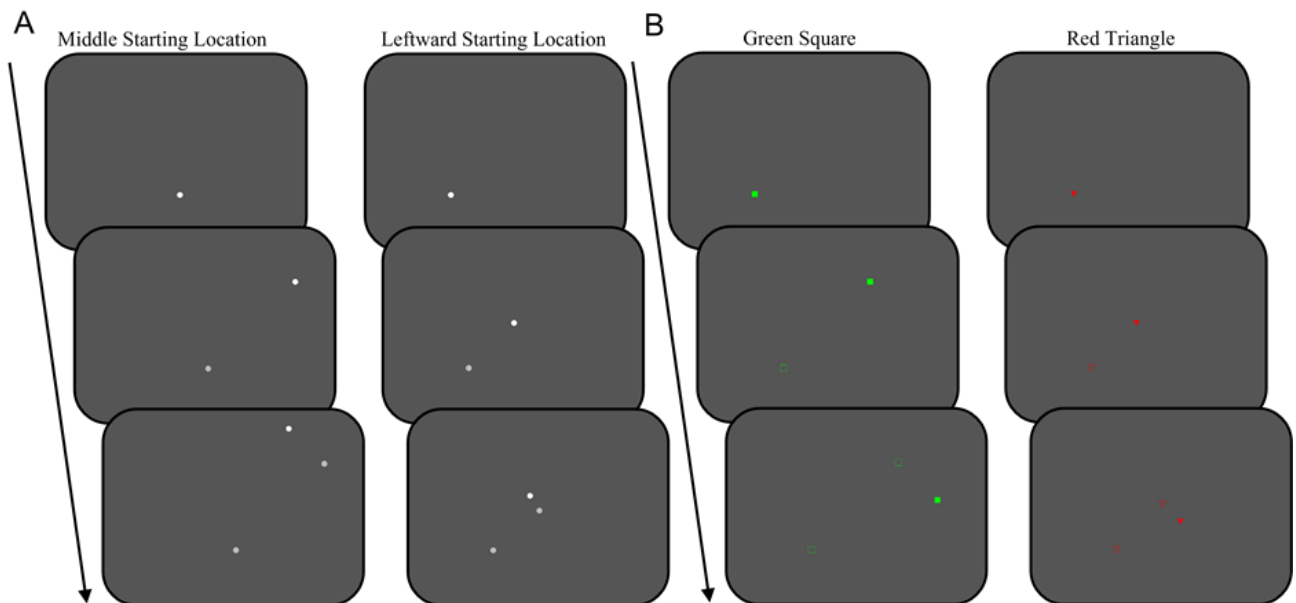 A
Middle Starting Location
Leftward Starting Location
B
Green Square
Red Triangle